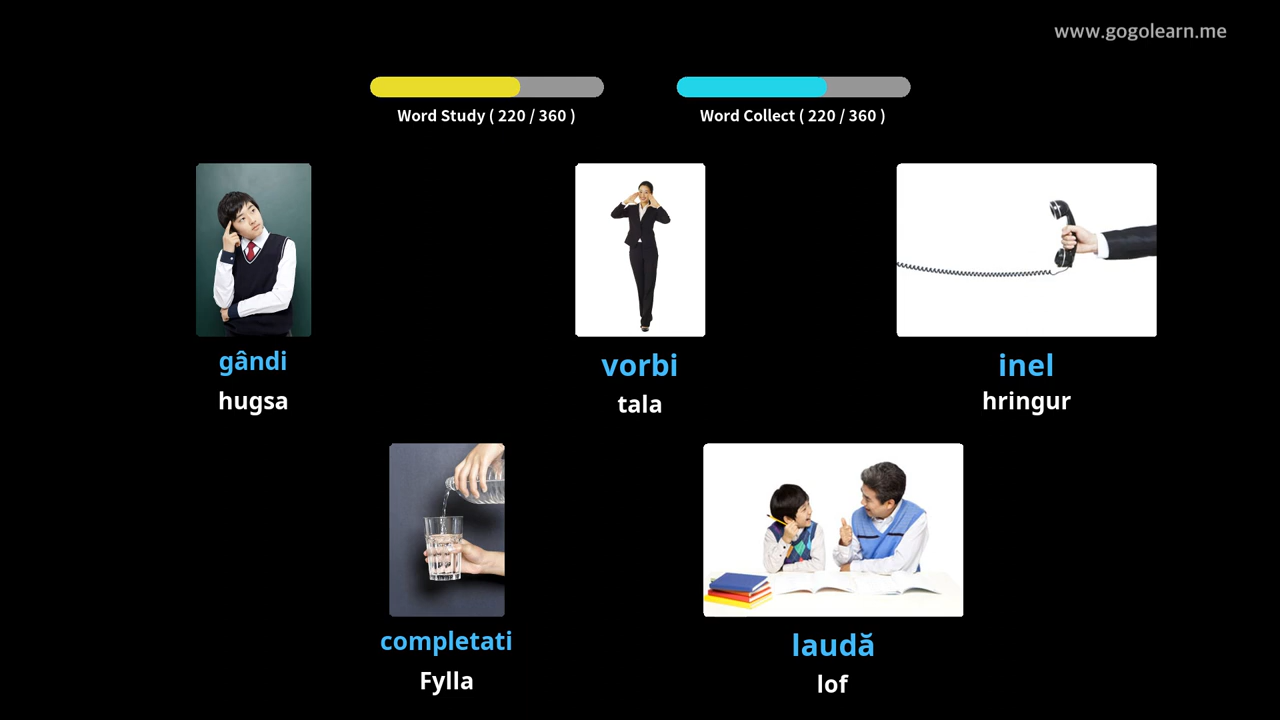 www.gogolearn.me
Word Study ( 220 / 360 )
Word Collect ( 220 / 360 )
gândi
hugsa
vorbi
tala
inel
hringur
completati
Fylla
laudă
lof